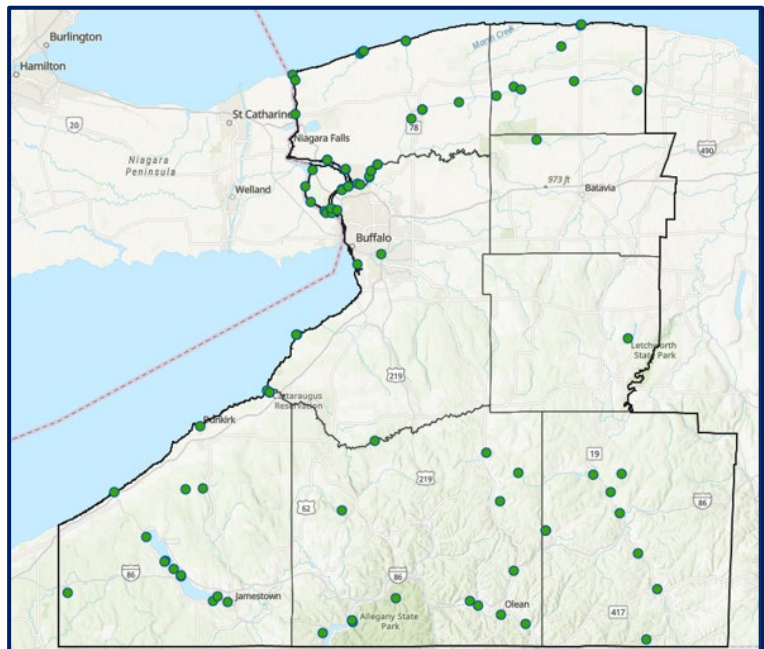 Burlington
Hamilton
20
St Catharine
Niagara Falls
Niagara
Peninsula
Welland
78
490
973 ft
Batavia
Buffalo
Letchworth
State Park
219
Cattaraugus
Reservation
Dunkirk
219
62
19
86
86
86
Jamestown
Allegany State
Park
Olean
417